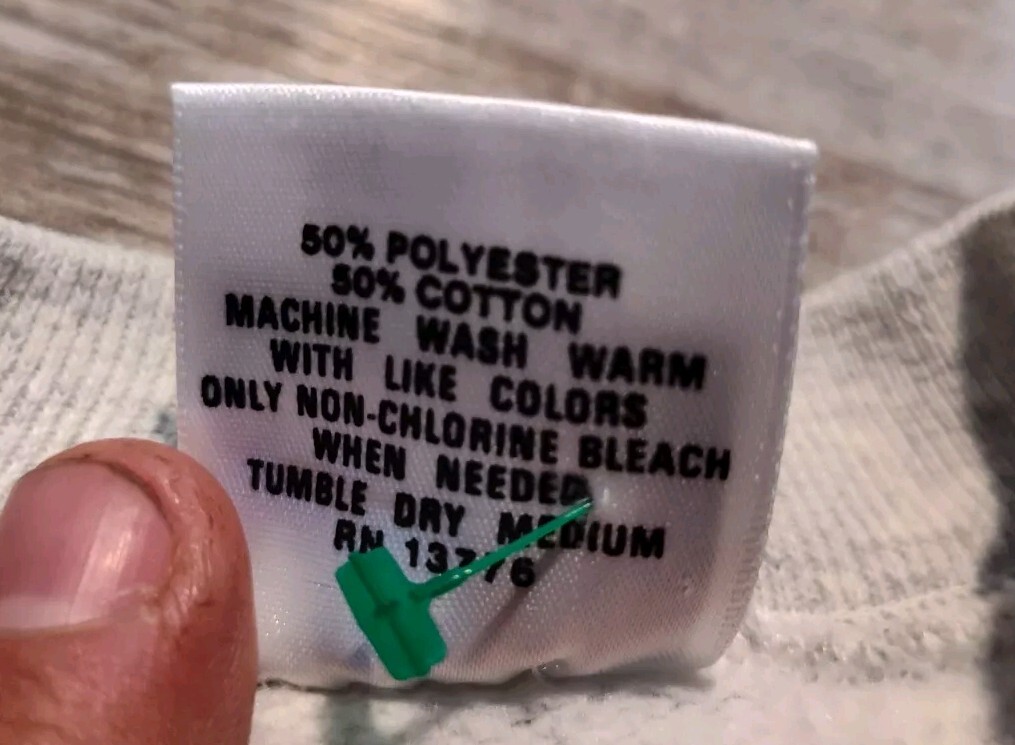 50% POLYESTER
50% COTTON
MACHINE WASH WARM
WITH LIKE COLORS
ONLY NON-CHLORINE BLEACH
WHEN NEEDED
TUMBLE DRY MEDIUM
RN 13776